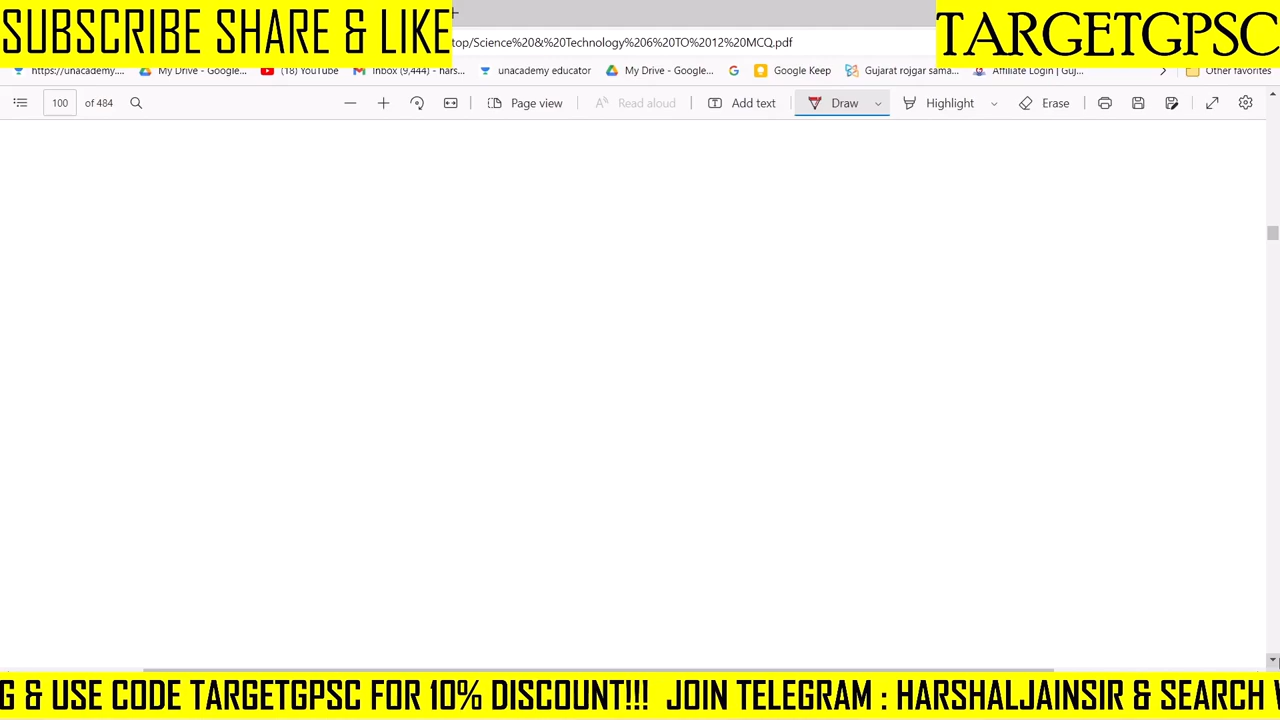 SUBSCRIBE SHARE & LIKE
TARGETGPSC
top/Science%20&%20Technology%206%20TO%2012%20MCQ.pdf
https://unacademy.... My Drive - Google... (18) YouTube Inbox (9,444) - hars... unacademy educator My Drive - Google... Google Keep Gujarat rojgar sama... Affiliate Login | Guj... Other favorites
100 of 484 Page view Read aloud Add text Draw Highlight Erase
G & USE CODE TARGETGPSC FOR 10% DISCOUNT!!! JOIN TELEGRAM : HARSHALJAINSIR & SEARCH